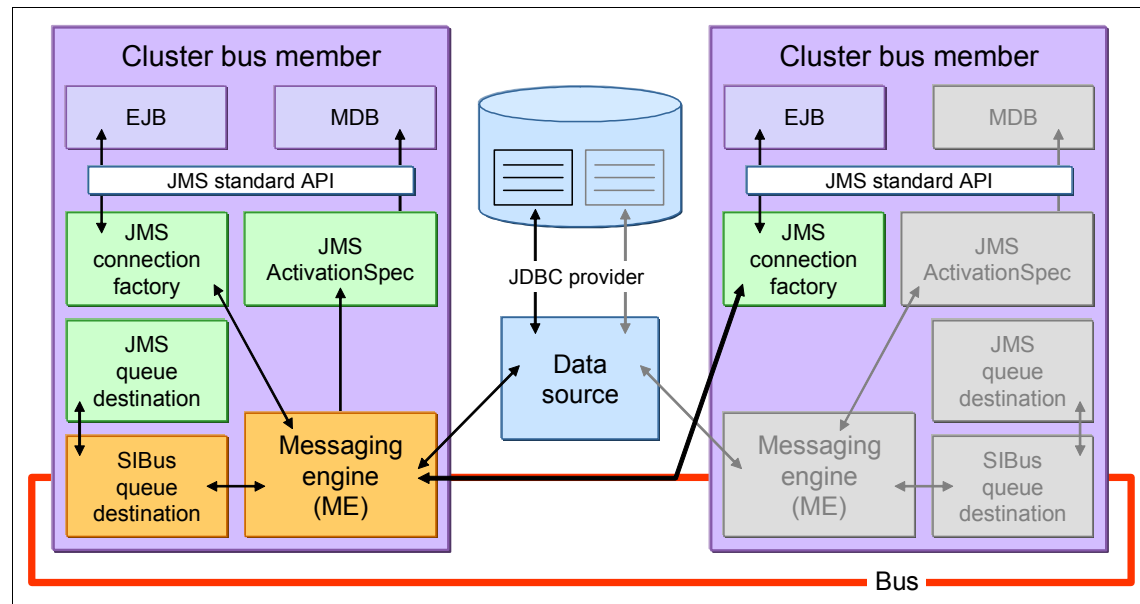 Cluster bus member
EJB
MDB
JMS standard API
JMS
connection
factory
JMS
ActivationSpec
JMS
queue
destination
SIBus
queue
destination
Messaging
engine
(ME)
JDBC provider
Data
source
Cluster bus member
EJB
MDB
JMS standard API
JMS
connection
factory
JMS
ActivationSpec
JMS
queue
destination
Messaging
engine
(ME)
SIBus
queue
destination
Bus